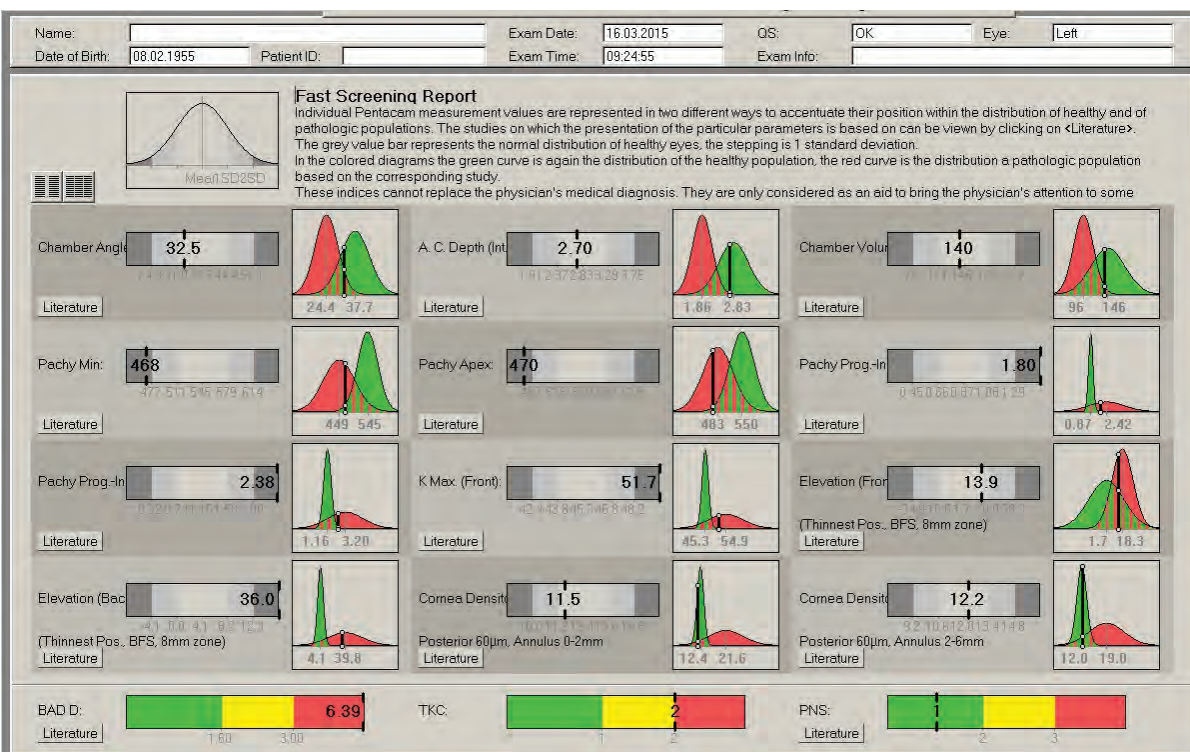 Name: Exam Date: 16.03.2015 QS: OK Eye: Left
Date of Birth: 08.02.1955 Patient ID: Exam Time: 09:24:55 Exam Info:
Fast Screening Report
Individual Pentacam measurement values are represented in two different ways to accentuate their position within the distribution of healthy and of
pathologic populations. The studies on which the presentation of the particular parameters is based on can be viewn by clicking on <Literature>.
The grey value bar represents the normal distribution of healthy eyes, the stepping is 1 standard deviation.
In the colored diagrams the green curve is again the distribution of the healthy population, the red curve is the distribution a pathologic population
based on the corresponding study.
These indices cannot replace the physician's medical diagnosis. They are only considered as an aid to bring the physician's attention to some
Chamber Angle 32.5
Literature
24.4 37.7
A. C. Depth (Int. 2.70
Literature
1.86 2.83
Chamber Volur 140
Literature
96 146
Pachy Min: 468
477 511 545 579 614
Literature
449 545
Pachy Apex: 470
Literature
483 550
Pachy Prog.-In 1.80
Literature
0.87 2.42
Pachy Prog.-In 2.38
Literature
1.16 3.20
K Max. (Front): 51.7
Literature
45.3 54.9
Elevation (Fror 13.9
(Thinnest Pos., BFS, 8mm zone)
Literature
1.7 18.3
Elevation (Bac 36.0
(Thinnest Pos., BFS, 8mm zone)
Literature
4.1 39.8
Cornea Densito 11.5
Posterior 60µm, Annulus 0-2mm
Literature
12.4 21.6
Cornea Densito 12.2
Posterior 60µm, Annulus 2-6mm
Literature
12.0 19.0
BAD D: 6.39
Literature
1.60 3.00
TKC: 2
1 2
PNS: 1
Literature
2 3